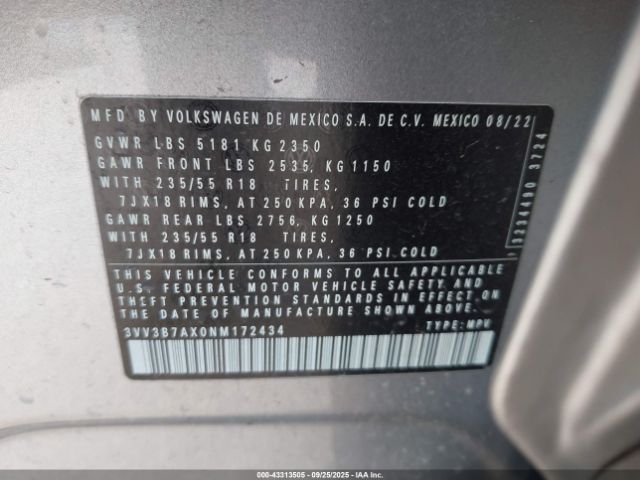 MFD BY VOLKSWAGEN DE MEXICO S.A. DE C.V. MEXICO 08/22
GVWR LBS 5181 KG 2350
GAWR FRONT LBS 2535, KG 1150
WITH 235/55 R18 TIRES,
7JX18 RIMS, AT 250 KPA, 36 PSI COLD
GAWR REAR LBS 2756, KG 1250
WITH 235/55 R18 TIRES,
7JX18 RIMS, AT 250 KPA, 36 PSI COLD
THIS VEHICLE CONFORMS TO ALL APPLICABLE
U.S. FEDERAL MOTOR VEHICLE SAFETY AND
THEFT PREVENTION STANDARDS IN EFFECT ON
THE DATE OF MANUFACTURE SHOWN ABOVE.
3VV3B7AX0NM172434 TYPE: MPV
3234490 3724
000-43313505 - 09/25/2025 - IAAI.com